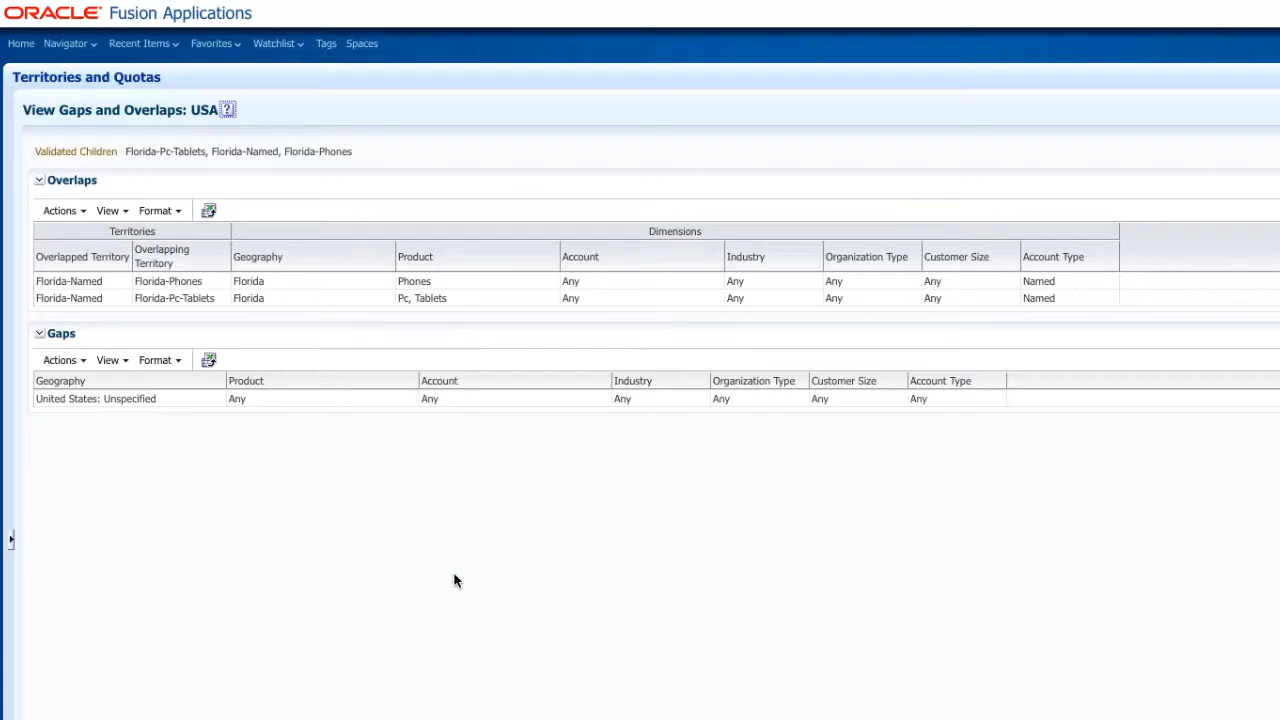 ORACLE Fusion Applications
Home Navigator Recent Items Favorites Watchlist Tags Spaces
Territories and Quotas
View Gaps and Overlaps: USA ?
Validated Children Florida-Pc-Tablets, Florida-Named, Florida-Phones
Overlaps
Actions View Format
Territories Dimensions
Overlapped Territory Overlapping Territory Geography Product Account Industry Organization Type Customer Size Account Type
Florida-Named Florida-Phones Florida Phones Any Any Any Any Named
Florida-Named Florida-Pc-Tablets Florida Pc, Tablets Any Any Any Any Named
Gaps
Actions View Format
Geography Product Account Industry Organization Type Customer Size Account Type
United States: Unspecified Any Any Any Any Any Any